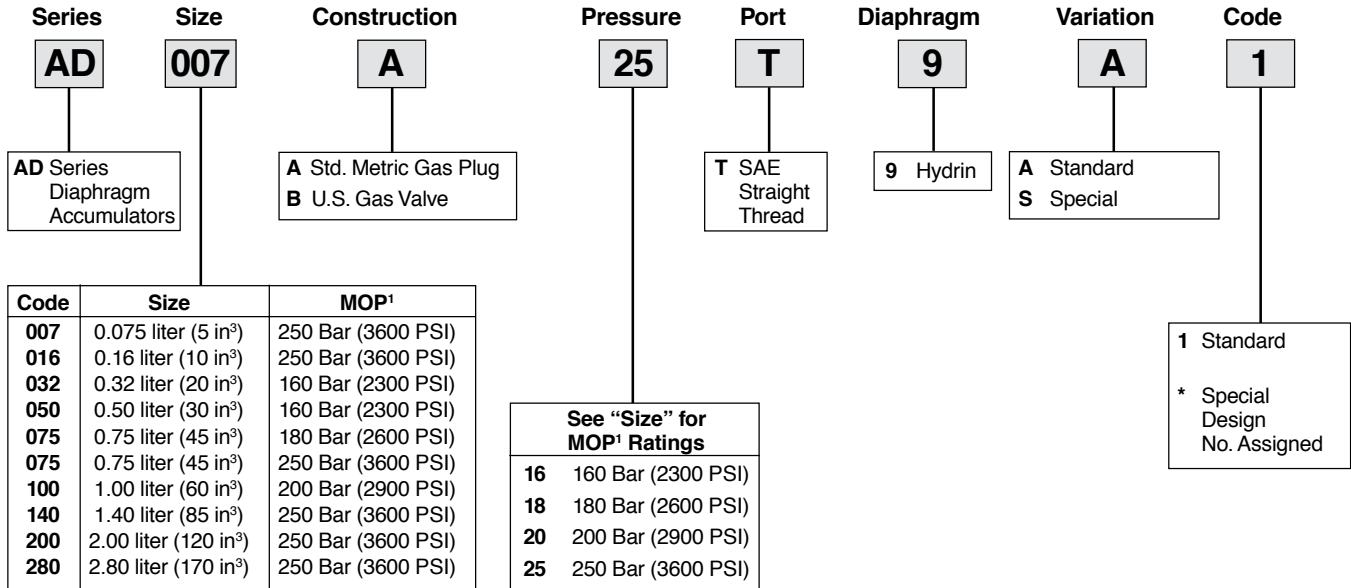 Series Size Construction Pressure Port Diaphragm Variation Code
AD 007 A 25 T 9 A 1
AD Series
Diaphragm
Accumulators
A Std. Metric Gas Plug
B U.S. Gas Valve
T SAE
Straight
Thread
9 Hydrin
A Standard
S Special
Code Size MOP¹
007 0.075 liter (5 in³) 250 Bar (3600 PSI)
016 0.16 liter (10 in³) 250 Bar (3600 PSI)
032 0.32 liter (20 in³) 160 Bar (2300 PSI)
050 0.50 liter (30 in³) 160 Bar (2300 PSI)
075 0.75 liter (45 in³) 180 Bar (2600 PSI)
075 0.75 liter (45 in³) 250 Bar (3600 PSI)
100 1.00 liter (60 in³) 200 Bar (2900 PSI)
140 1.40 liter (85 in³) 250 Bar (3600 PSI)
200 2.00 liter (120 in³) 250 Bar (3600 PSI)
280 2.80 liter (170 in³) 250 Bar (3600 PSI)
See “Size” for
MOP¹ Ratings
16 160 Bar (2300 PSI)
18 180 Bar (2600 PSI)
20 200 Bar (2900 PSI)
25 250 Bar (3600 PSI)
1 Standard
* Special
Design
No. Assigned